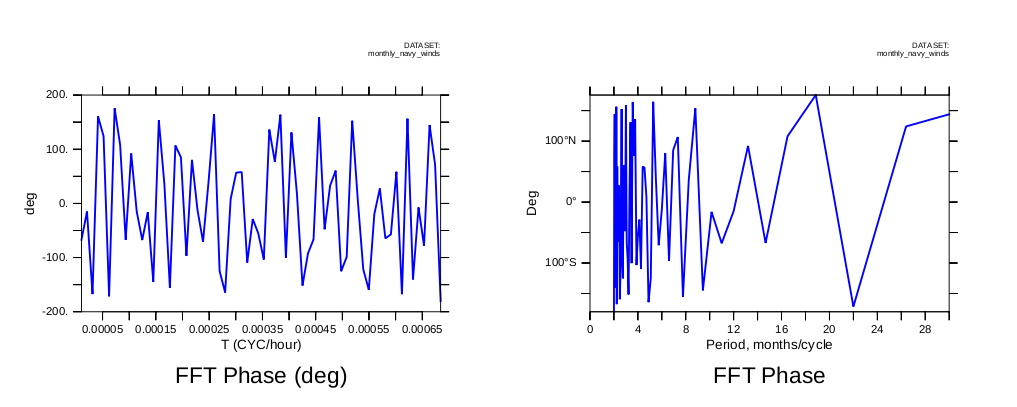 DATASET:
monthly_navy_winds
200.
100.
0.
-100.
-200.
deg
0.00005 0.00015 0.00025 0.00035 0.00045 0.00055 0.00065
T (CYC/hour)
FFT Phase (deg)
DATASET:
monthly_navy_winds
100°N
0°
100°S
Deg
0 4 8 12 16 20 24 28
Period, months/cycle
FFT Phase